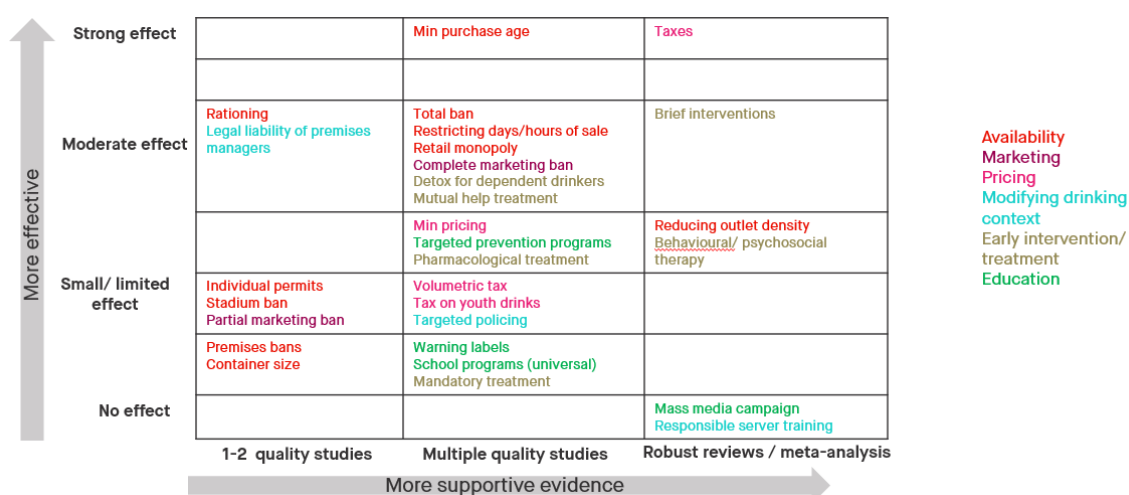 More effective
Strong effect
Min purchase age
Taxes
Moderate effect
Rationing
Legal liability of premises
managers
Total ban
Restricting days/hours of sale
Retail monopoly
Complete marketing ban
Detox for dependent drinkers
Mutual help treatment
Brief interventions
Min pricing
Targeted prevention programs
Pharmacological treatment
Reducing outlet density
Behavioural/ psychosocial
therapy
Small/ limited
effect
Individual permits
Stadium ban
Partial marketing ban
Volumetric tax
Tax on youth drinks
Targeted policing
Premises bans
Container size
Warning labels
School programs (universal)
Mandatory treatment
No effect
Mass media campaign
Responsible server training
1-2 quality studies
Multiple quality studies
Robust reviews / meta-analysis
More supportive evidence
Availability
Marketing
Pricing
Modifying drinking
context
Early intervention/
treatment
Education